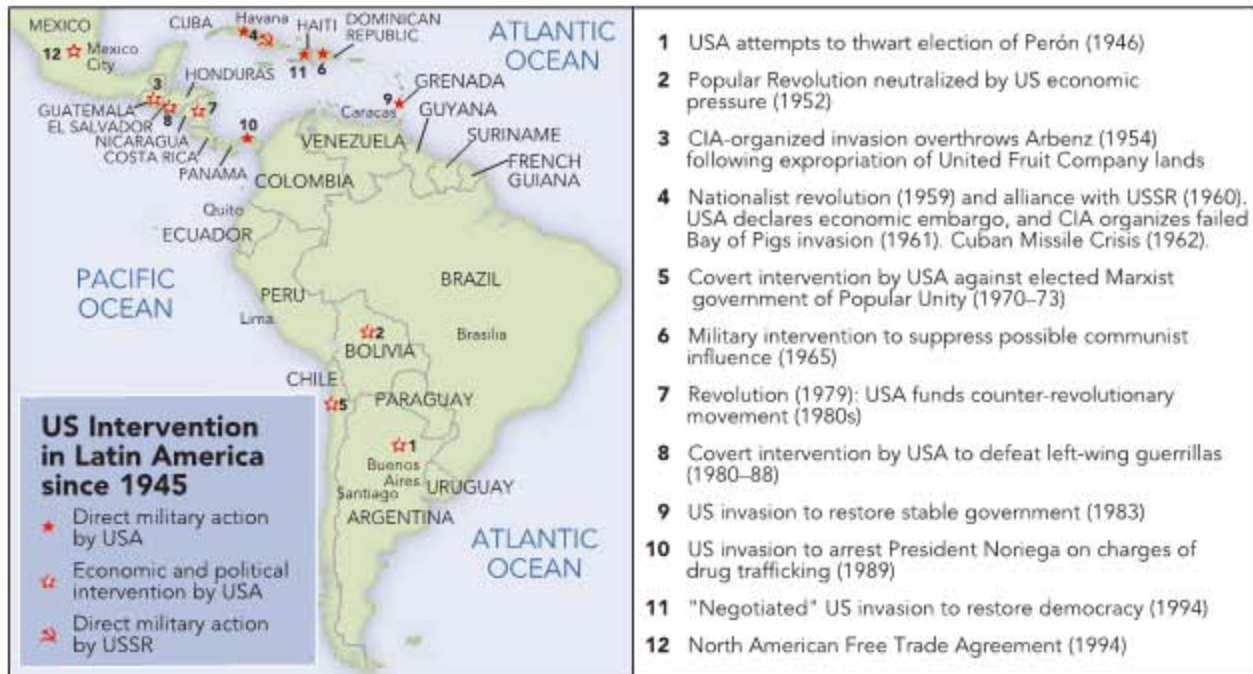 MEXICO
12
Mexico
City
CUBA
Havana
4
HAITI
DOMINICAN
REPUBLIC
ATLANTIC
OCEAN
11
6
HONDURAS
3
GUATEMALA
EL SALVADOR
8
7
NICARAGUA
COSTA RICA
PANAMA
10
9
GRENADA
Caracas
GUYANA
VENEZUELA
SURINAME
FRENCH
GUIANA
COLOMBIA
Quito
ECUADOR
PACIFIC
OCEAN
PERU
BRAZIL
Lima
2
Brasilia
BOLIVIA
CHILE
PARAGUAY
5
1
Buenos
Aires
Santiago
URUGUAY
ARGENTINA
ATLANTIC
OCEAN
US Intervention
in Latin America
since 1945
Direct military action
by USA
Economic and political
intervention by USA
Direct military action
by USSR
1 USA attempts to thwart election of Perón (1946)
2 Popular Revolution neutralized by US economic
pressure (1952)
3 CIA-organized invasion overthrows Arbenz (1954)
following expropriation of United Fruit Company lands
4 Nationalist revolution (1959) and alliance with USSR (1960).
USA declares economic embargo, and CIA organizes failed
Bay of Pigs invasion (1961). Cuban Missile Crisis (1962).
5 Covert intervention by USA against elected Marxist
government of Popular Unity (1970–73)
6 Military intervention to suppress possible communist
influence (1965)
7 Revolution (1979): USA funds counter-revolutionary
movement (1980s)
8 Covert intervention by USA to defeat left-wing guerrillas
(1980–88)
9 US invasion to restore stable government (1983)
10 US invasion to arrest President Noriega on charges of
drug trafficking (1989)
11 "Negotiated" US invasion to restore democracy (1994)
12 North American Free Trade Agreement (1994)